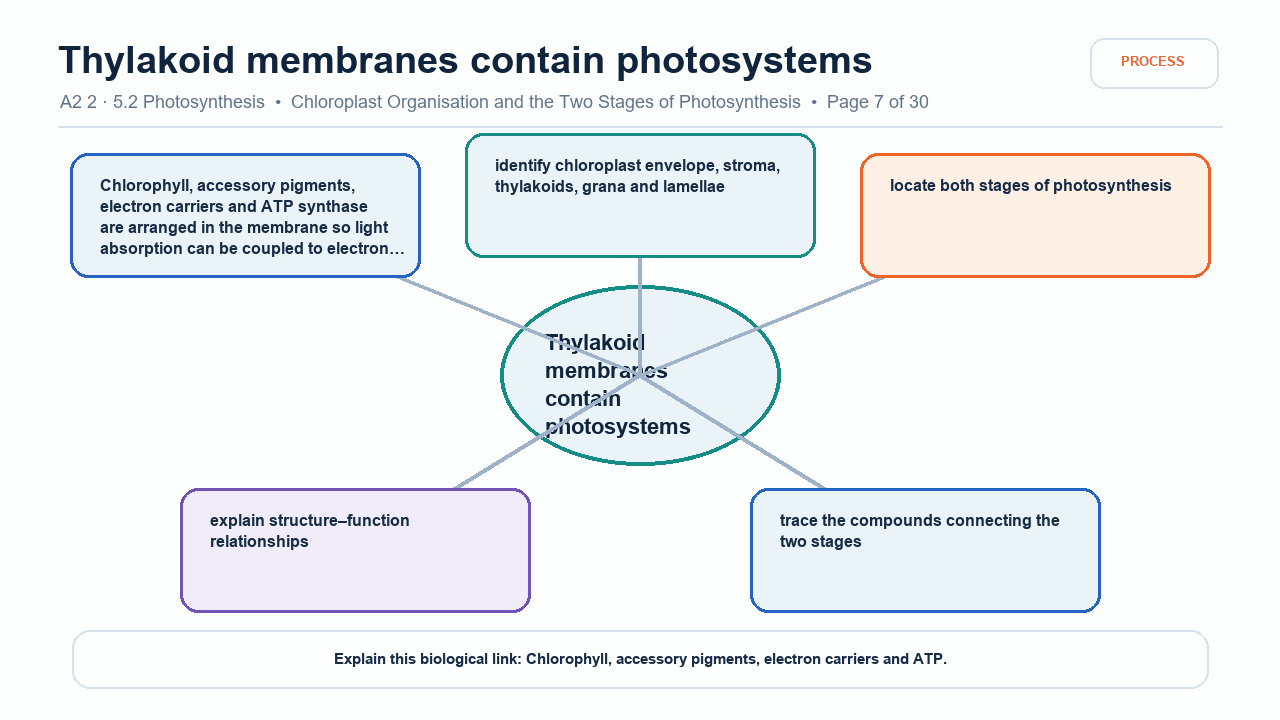 Thylakoid membranes contain photosystems
PROCESS
A2 2 · 5.2 Photosynthesis • Chloroplast Organisation and the Two Stages of Photosynthesis • Page 7 of 30
Chlorophyll, accessory pigments,
electron carriers and ATP synthase
are arranged in the membrane so light
absorption can be coupled to electron…
identify chloroplast envelope, stroma,
thylakoids, grana and lamellae
locate both stages of photosynthesis
Thylakoid
membranes
contain
photosystems
explain structure–function
relationships
trace the compounds connecting the
two stages
Explain this biological link: Chlorophyll, accessory pigments, electron carriers and ATP.